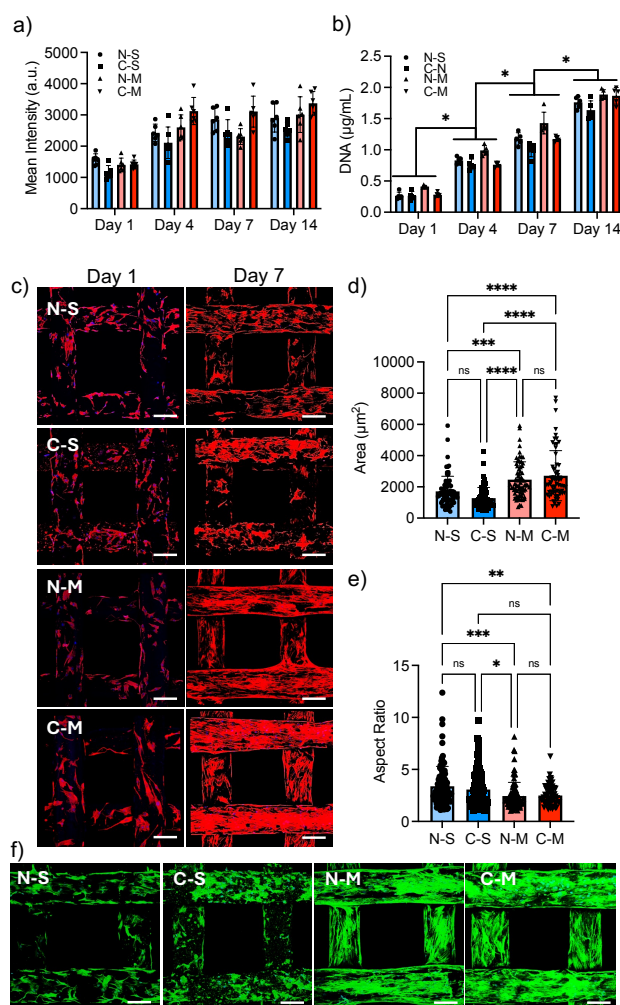 a)
N-S
C-S
N-M
C-M
Mean Intensity (a.u.)
5000
4000
3000
2000
1000
0
Day 1 Day 4 Day 7 Day 14
b)
N-S
C-N
N-M
C-M
DNA (μg/mL)
2.5
2.0
1.5
1.0
0.5
0.0
* * *
Day 1 Day 4 Day 7 Day 14
c)
Day 1 Day 7
N-S
C-S
N-M
C-M
d)
****
****
***
ns **** ns
Area (μm²)
10000
8000
6000
4000
2000
0
N-S C-S N-M C-M
e)
**
ns
***
ns * ns
Aspect Ratio
15
10
5
0
N-S C-S N-M C-M
f)
N-S C-S N-M C-M